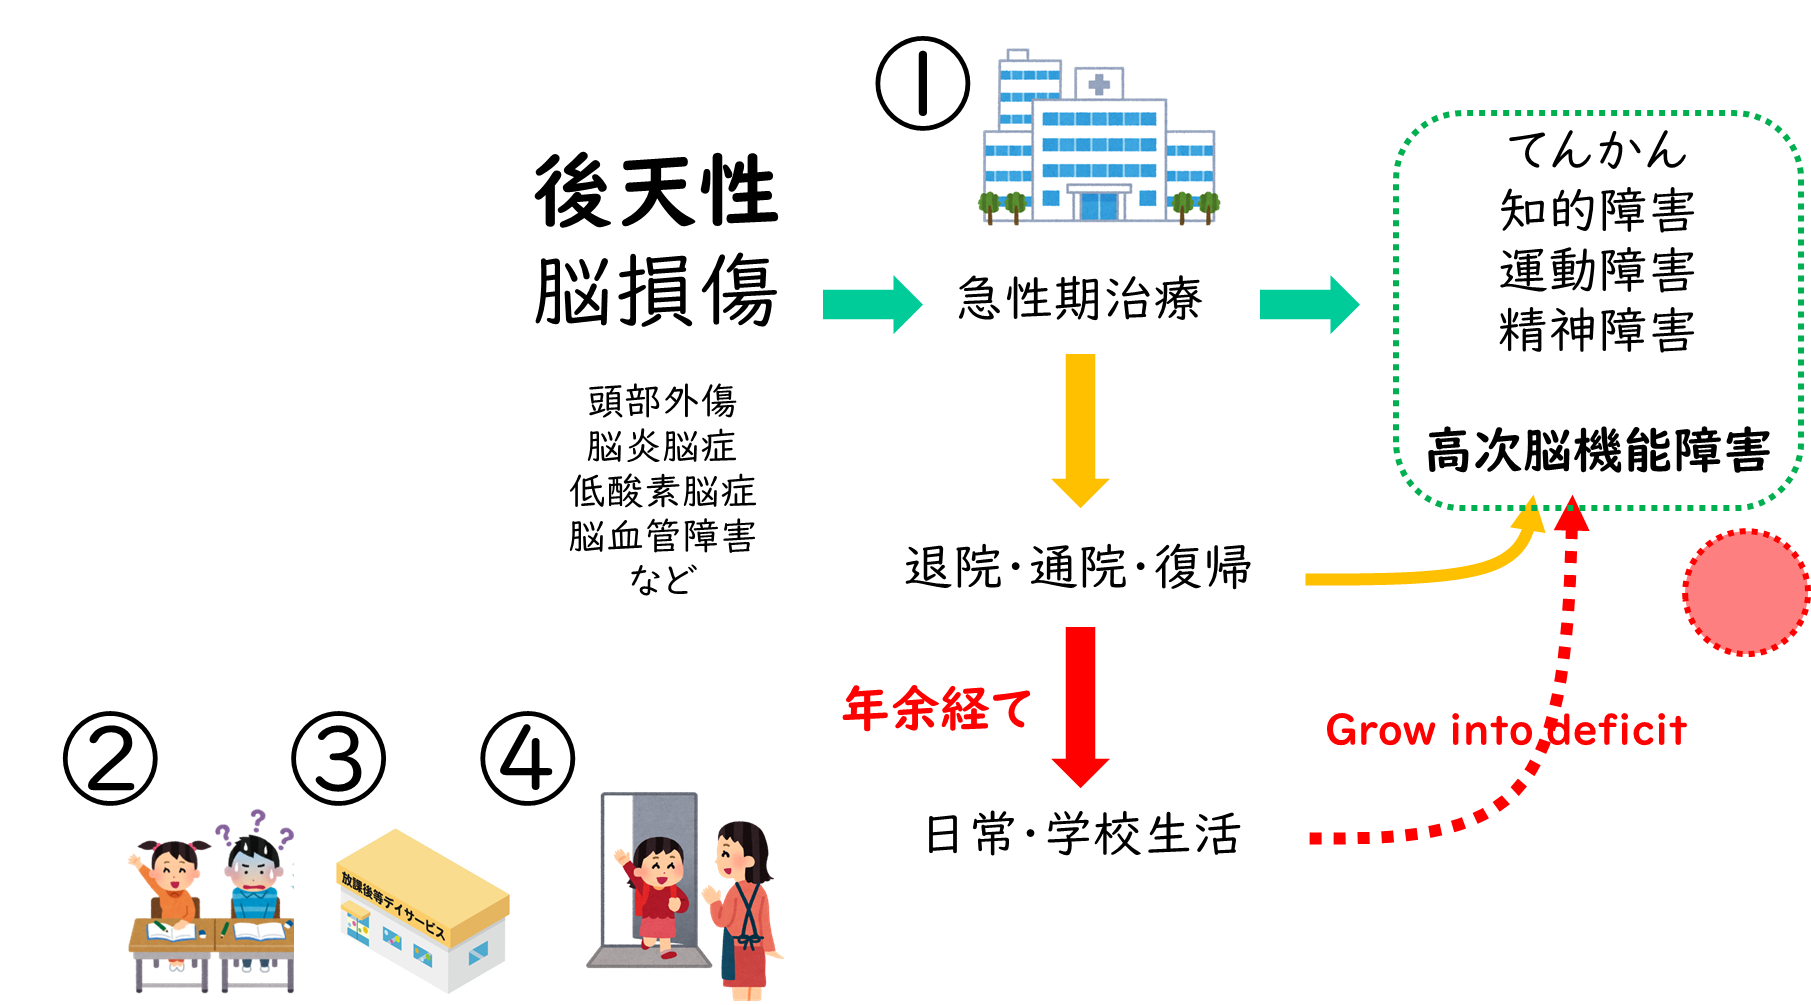 ①
後天性
脳損傷
頭部外傷
脳炎脳症
低酸素脳症
脳血管障害
など
急性期治療
てんかん
知的障害
運動障害
精神障害
高次脳機能障害
退院・通院・復帰
年余経て
Grow into deficit
日常・学校生活
②
③
④
? ? ?
放課後等デイサービス